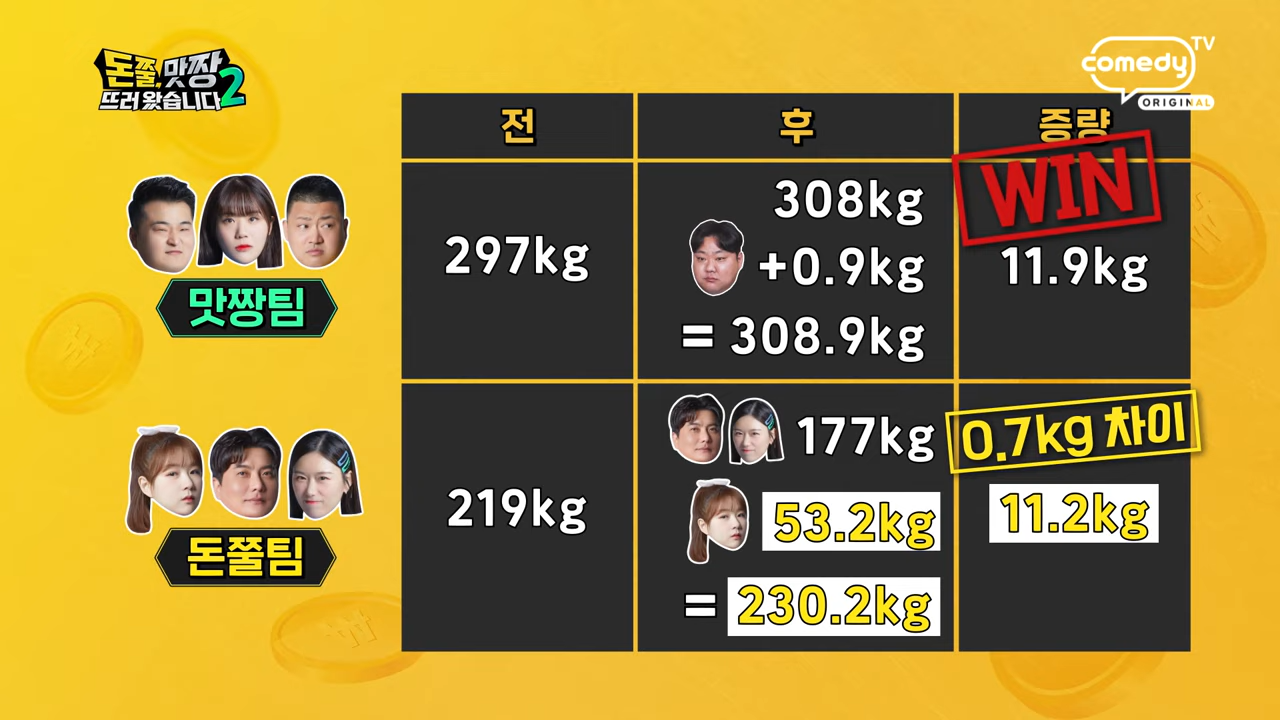 돈쭐, 맛짱
뜨러 왔습니다 2
comedy TV
ORIGINAL
전 후 증량
WIN
맛짱팀
297kg
308kg
+0.9kg
= 308.9kg
11.9kg
돈쭐팀
219kg
177kg
53.2kg
= 230.2kg
0.7kg 차이
11.2kg